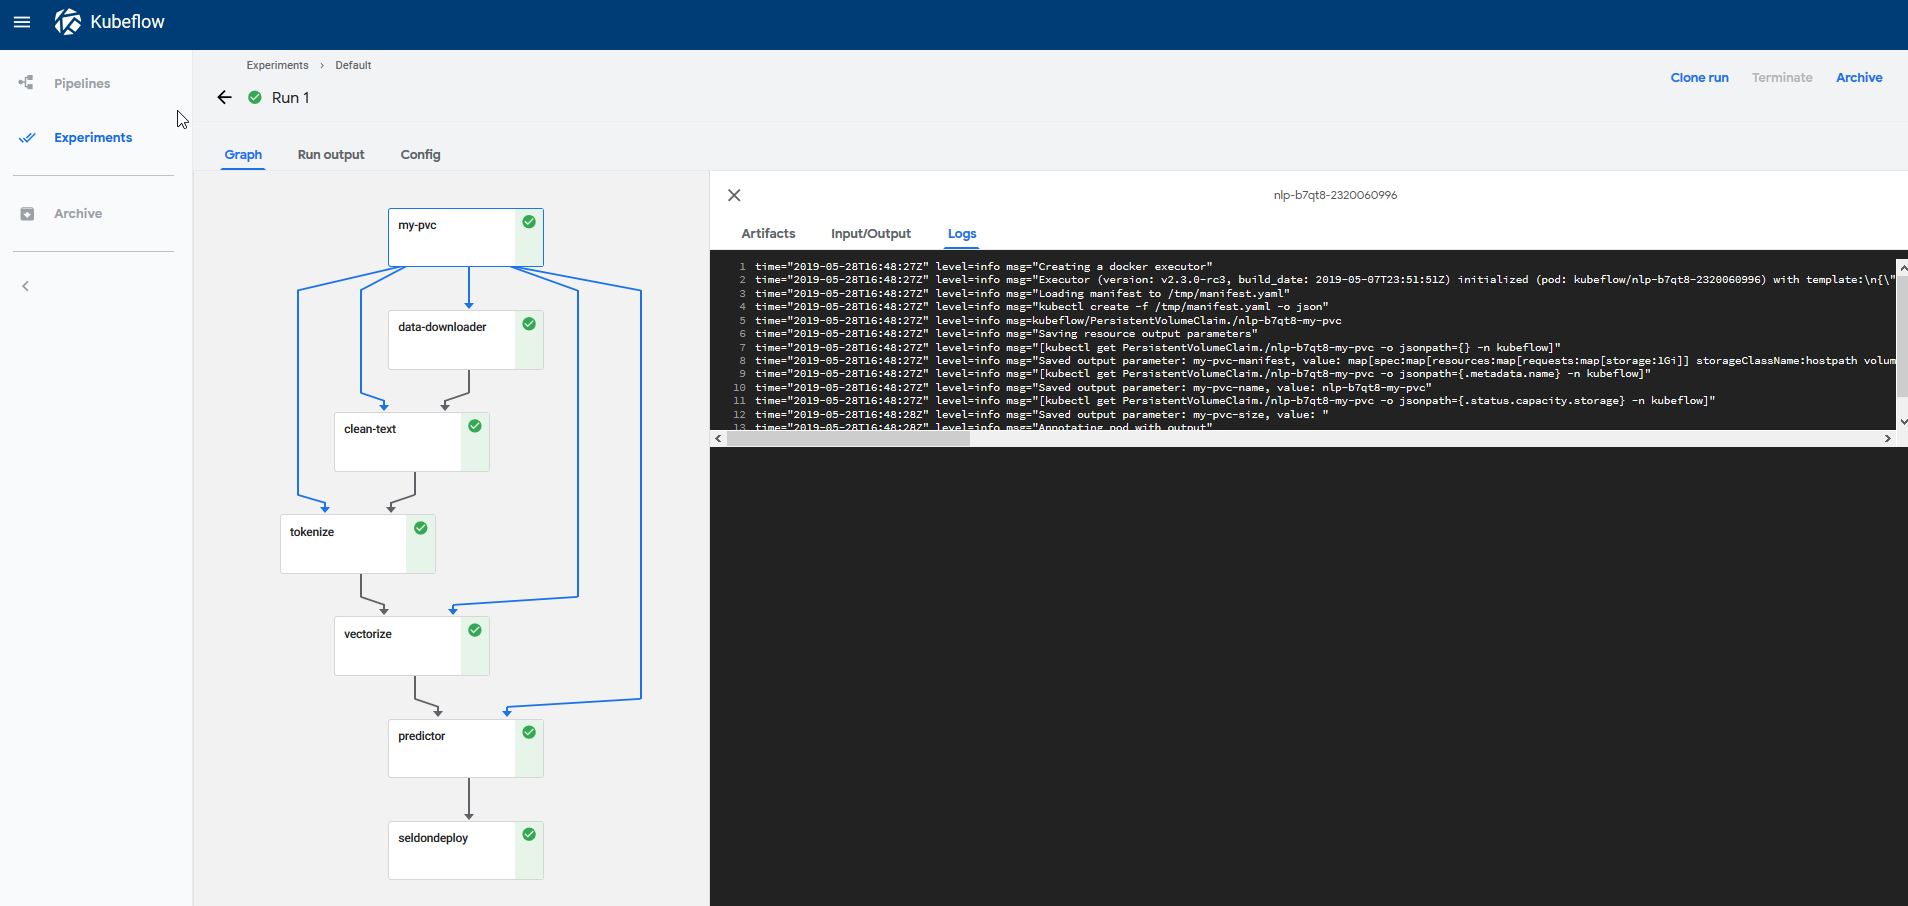 Kubeflow
Pipelines
Experiments
Archive
Experiments > Default
Run 1
Clone run Terminate Archive
Graph Run output Config
my-pvc
data-downloader
clean-text
tokenize
vectorize
predictor
seldondeploy
nlp-b7qt8-2320060996
Artifacts Input/Output Logs
1 time="2019-05-28T16:48:27Z" level=info msg="Creating a docker executor"
2 time="2019-05-28T16:48:27Z" level=info msg="Executor (version: v2.3.0-rc3, build_date: 2019-05-07T23:51:51Z) initialized (pod: kubeflow/nlp-b7qt8-2320060996) with template:\n{\"
3 time="2019-05-28T16:48:27Z" level=info msg="Loading manifest to /tmp/manifest.yaml"
4 time="2019-05-28T16:48:27Z" level=info msg="kubectl create -f /tmp/manifest.yaml -o json"
5 time="2019-05-28T16:48:27Z" level=info msg=kubeflow/PersistentVolumeClaim./nlp-b7qt8-my-pvc
6 time="2019-05-28T16:48:27Z" level=info msg="Saving resource output parameters"
7 time="2019-05-28T16:48:27Z" level=info msg="[kubectl get PersistentVolumeClaim./nlp-b7qt8-my-pvc -o jsonpath={} -n kubeflow]"
8 time="2019-05-28T16:48:27Z" level=info msg="Saved output parameter: my-pvc-manifest, value: map[spec:map[resources:map[requests:map[storage:1Gi]] storageClassName:hostpath volum
9 time="2019-05-28T16:48:27Z" level=info msg="[kubectl get PersistentVolumeClaim./nlp-b7qt8-my-pvc -o jsonpath={.metadata.name} -n kubeflow]"
10 time="2019-05-28T16:48:27Z" level=info msg="Saved output parameter: my-pvc-name, value: nlp-b7qt8-my-pvc"
11 time="2019-05-28T16:48:27Z" level=info msg="[kubectl get PersistentVolumeClaim./nlp-b7qt8-my-pvc -o jsonpath={.status.capacity.storage} -n kubeflow]"
12 time="2019-05-28T16:48:28Z" level=info msg="Saved output parameter: my-pvc-size, value: "
13 time="2019-05-28T16:48:28Z" level=info msg="Annotating pod with output"